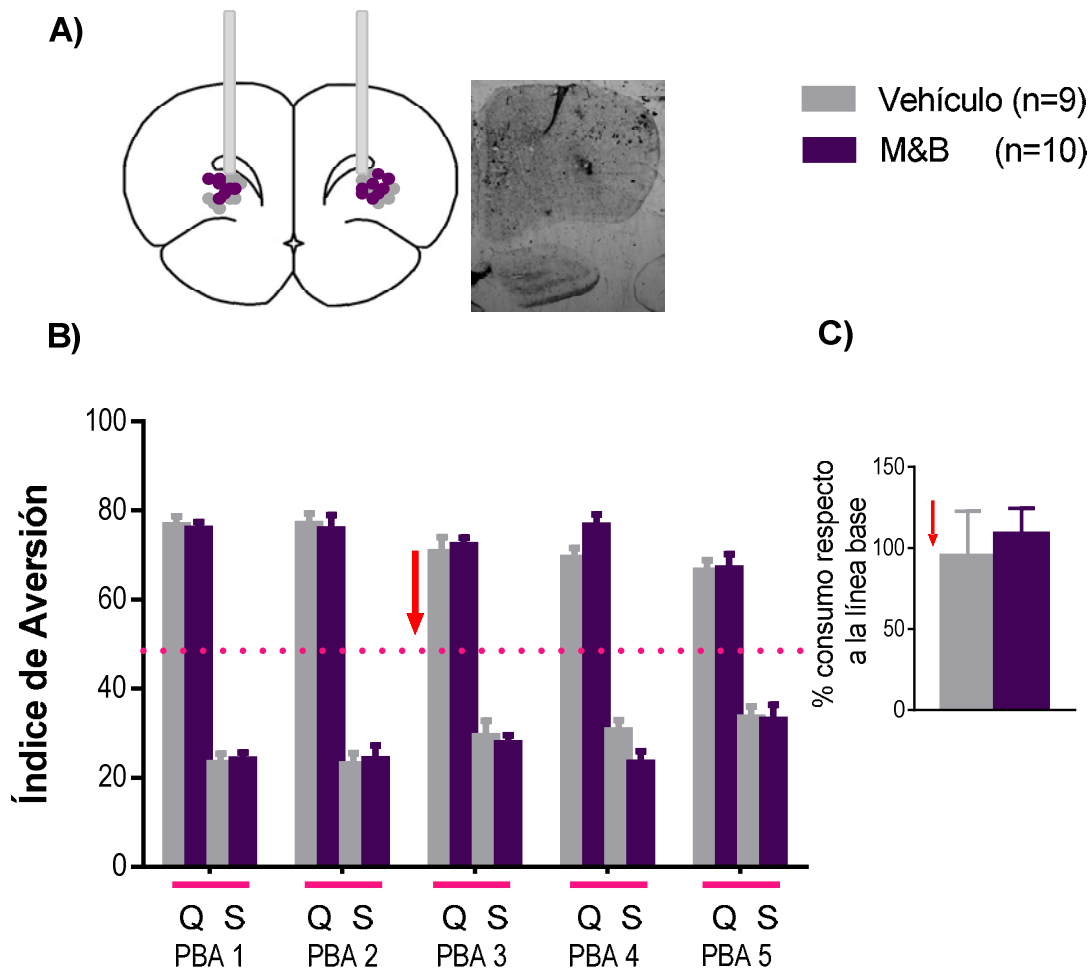 A)
Vehículo (n=9)
M&B (n=10)
B)
Índice de Aversión
100
80
60
40
20
0
Q S
PBA 1
Q S
PBA 2
Q S
PBA 3
Q S
PBA 4
Q S
PBA 5
C)
% consumo respecto
a lla línea base
150
100
50
0